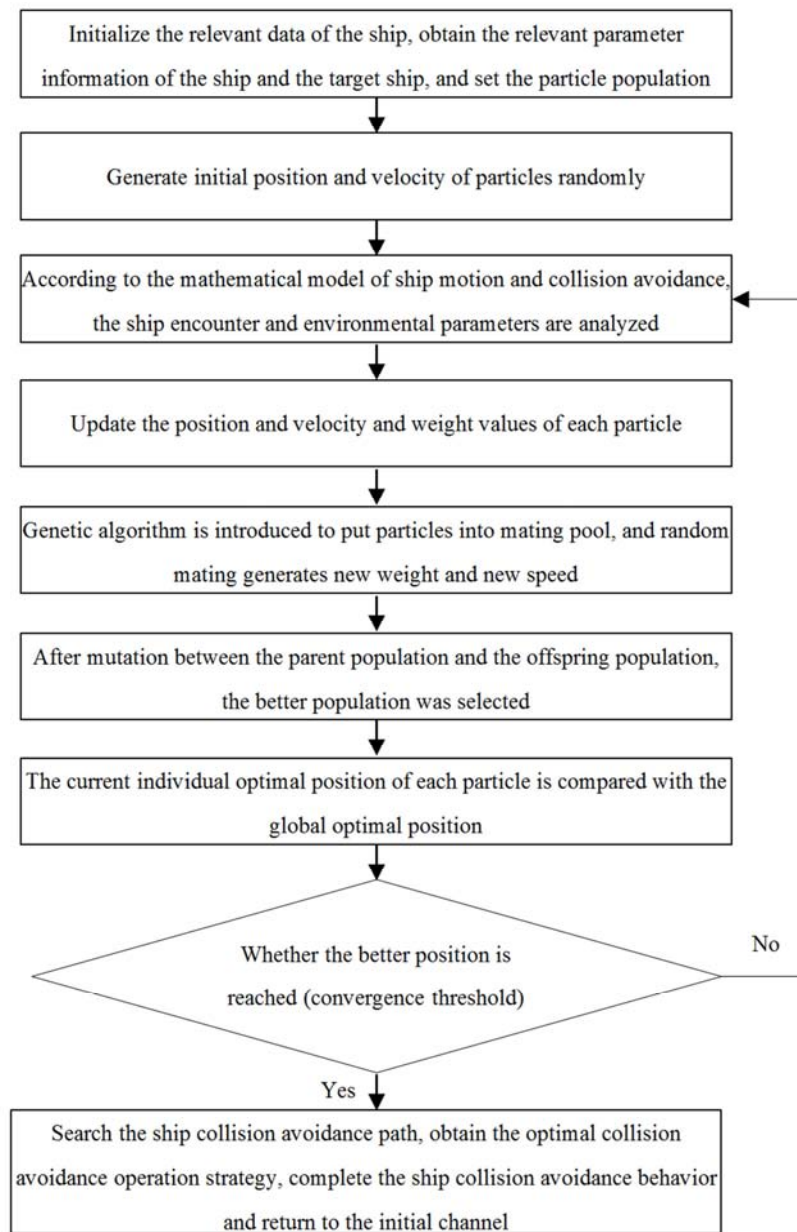 Initialize the relevant data of the ship, obtain the relevant parameter
information of the ship and the target ship, and set the particle population
Generate initial position and velocity of particles randomly
According to the mathematical model of ship motion and collision avoidance,
the ship encounter and environmental parameters are analyzed
Update the position and velocity and weight values of each particle
Genetic algorithm is introduced to put particles into mating pool, and random
mating generates new weight and new speed
After mutation between the parent population and the offspring population,
the better population was selected
The current individual optimal position of each particle is compared with the
global optimal position
Whether the better position is
reached (convergence threshold)
No
Yes
Search the ship collision avoidance path, obtain the optimal collision
avoidance operation strategy, complete the ship collision avoidance behavior
and return to the initial channel